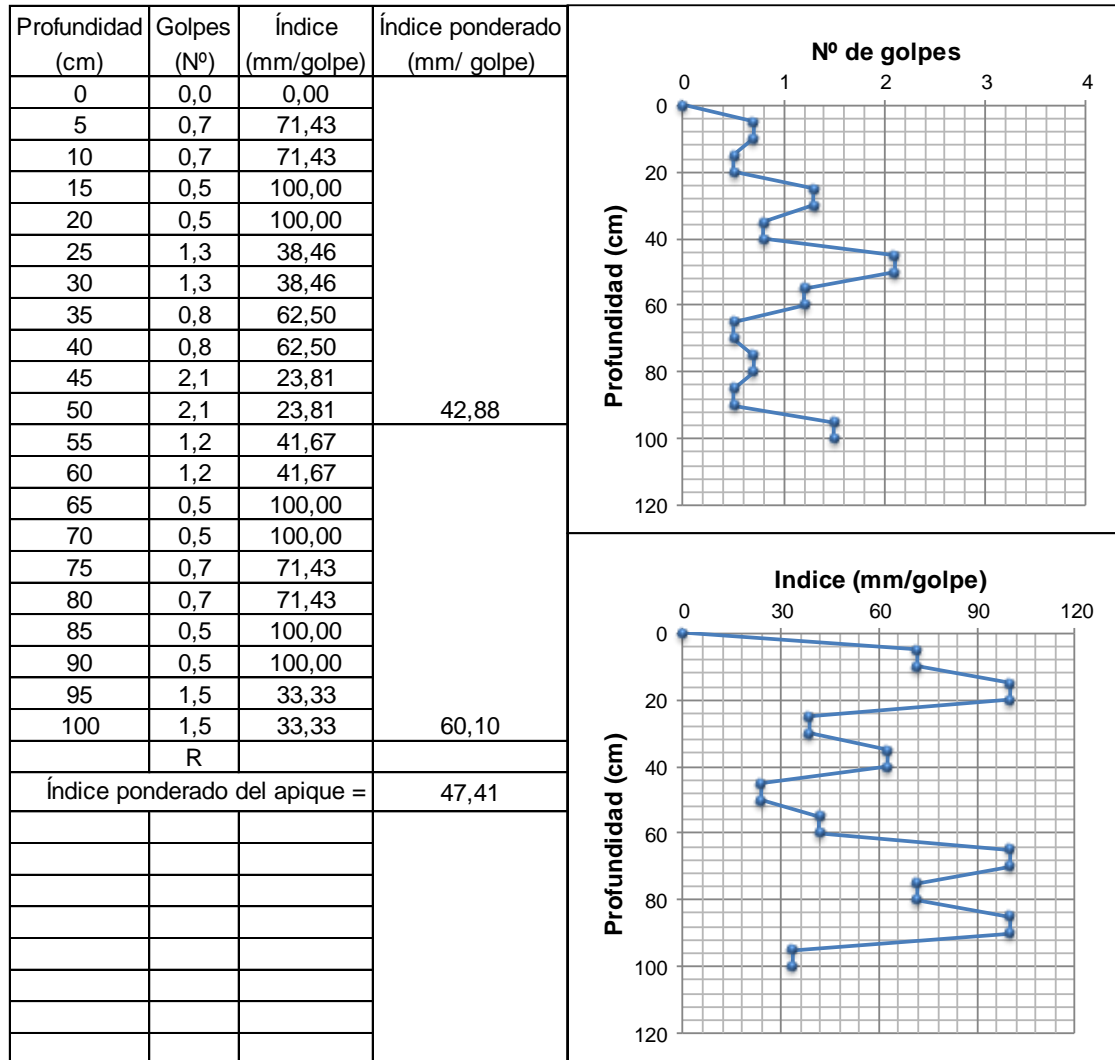 Profundidad Golpes Índice Índice ponderado
(cm) (Nº) (mm/golpe) (mm/ golpe)
0 0,0 0,00
5 0,7 71,43
10 0,7 71,43
15 0,5 100,00
20 0,5 100,00
25 1,3 38,46
30 1,3 38,46
35 0,8 62,50
40 0,8 62,50
45 2,1 23,81
50 2,1 23,81 42,88
55 1,2 41,67
60 1,2 41,67
65 0,5 100,00
70 0,5 100,00
75 0,7 71,43
80 0,7 71,43
85 0,5 100,00
90 0,5 100,00
95 1,5 33,33
100 1,5 33,33 60,10
R
Índice ponderado del apique = 47,41
Nº de golpes
0 1 2 3 4
0
20
40
60
80
100
120
Profundidad (cm)
Indice (mm/golpe)
0 30 60 90 120
0
20
40
60
80
100
120
Profundidad (cm)